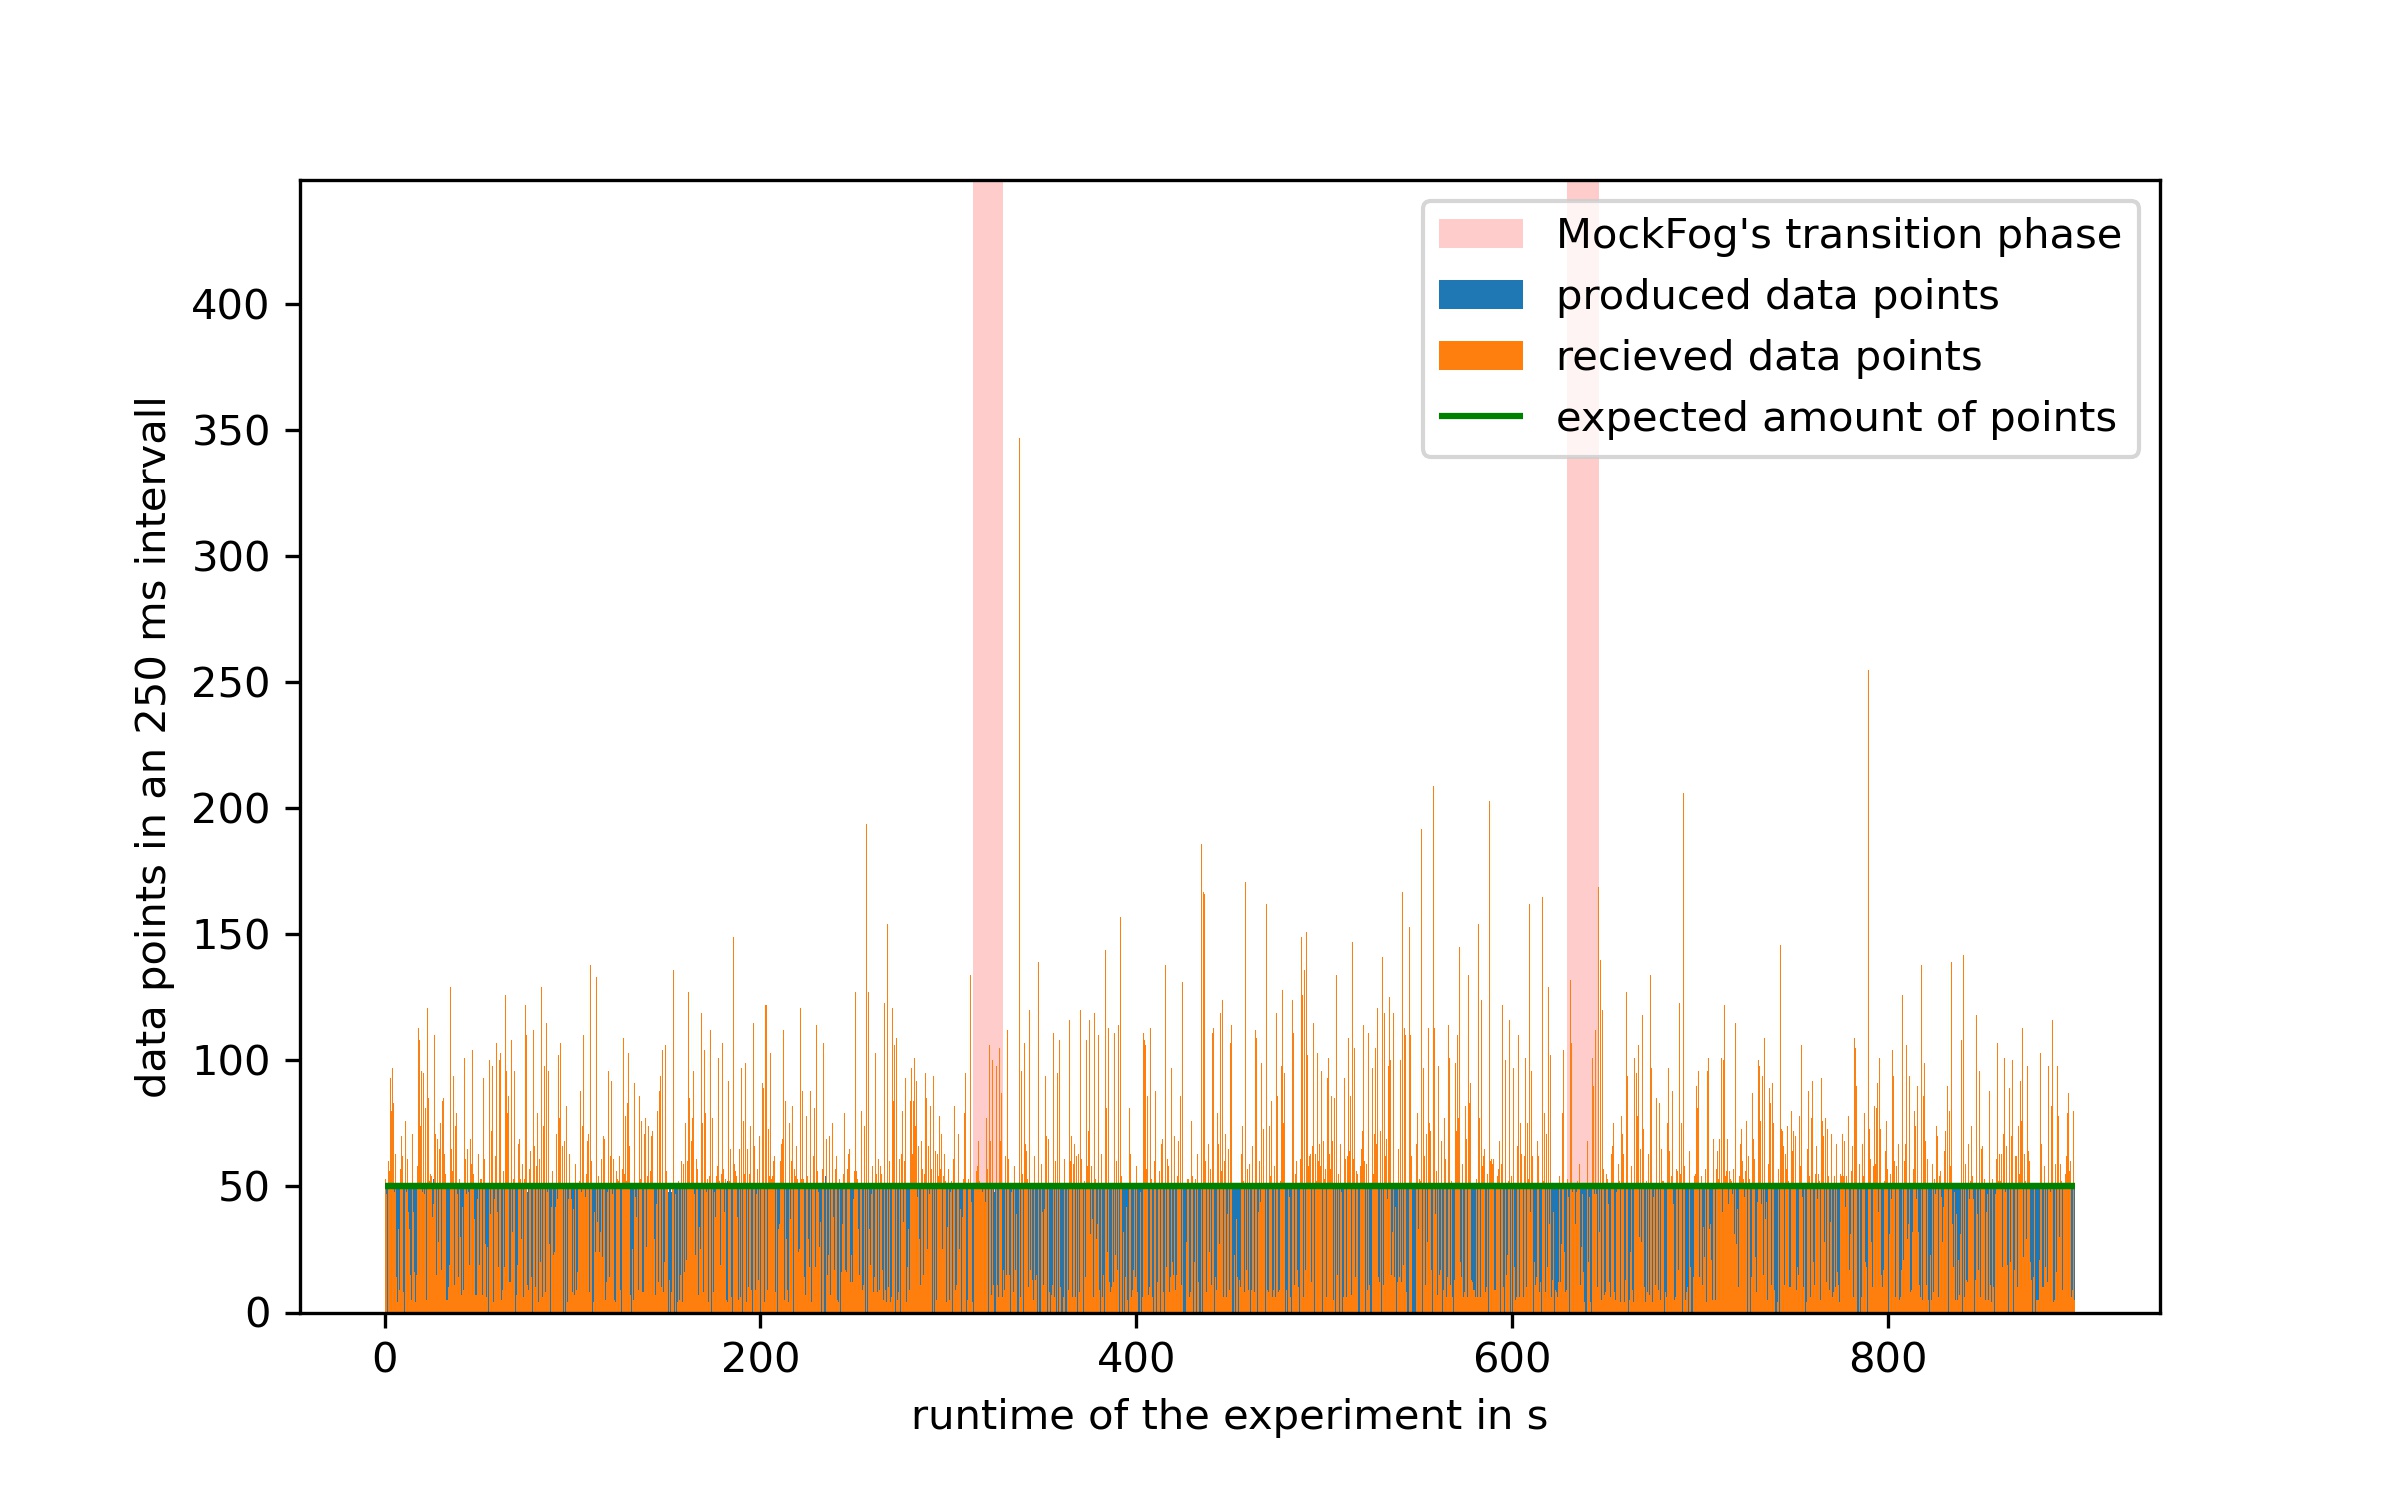 MockFog's transition phase
produced data points
recieved data points
expected amount of points
data points in an 250 ms intervall
400
350
300
250
200
150
100
50
0
0 200 400 600 800
runtime of the experiment in s